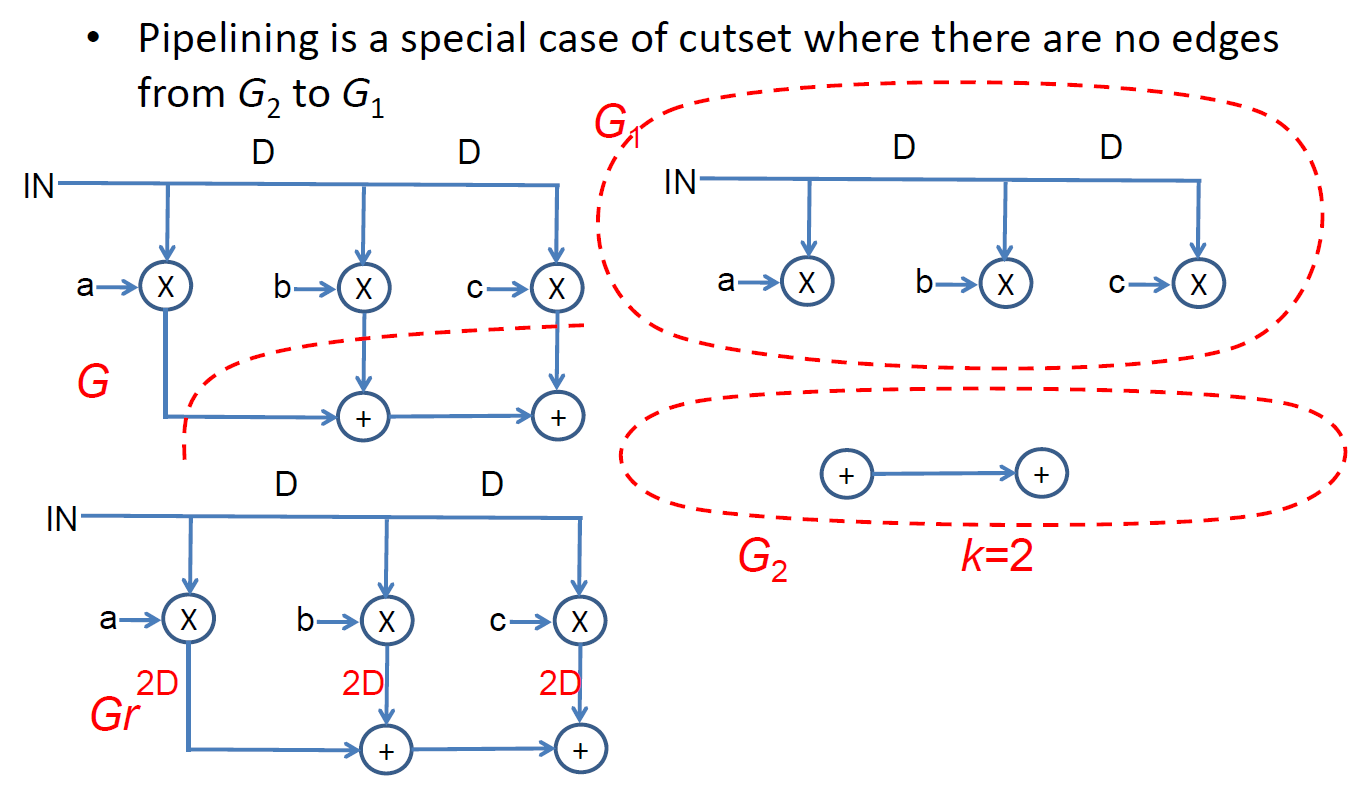 • Pipelining is a special case of cutset where there are no edges
from G2 to G1
D D
IN
a X b X c X
G
+ +
G1
D D
IN
a X b X c X
+ +
G2 k=2
D D
IN
a X b X c X
2D 2D 2D
Gr
+ +